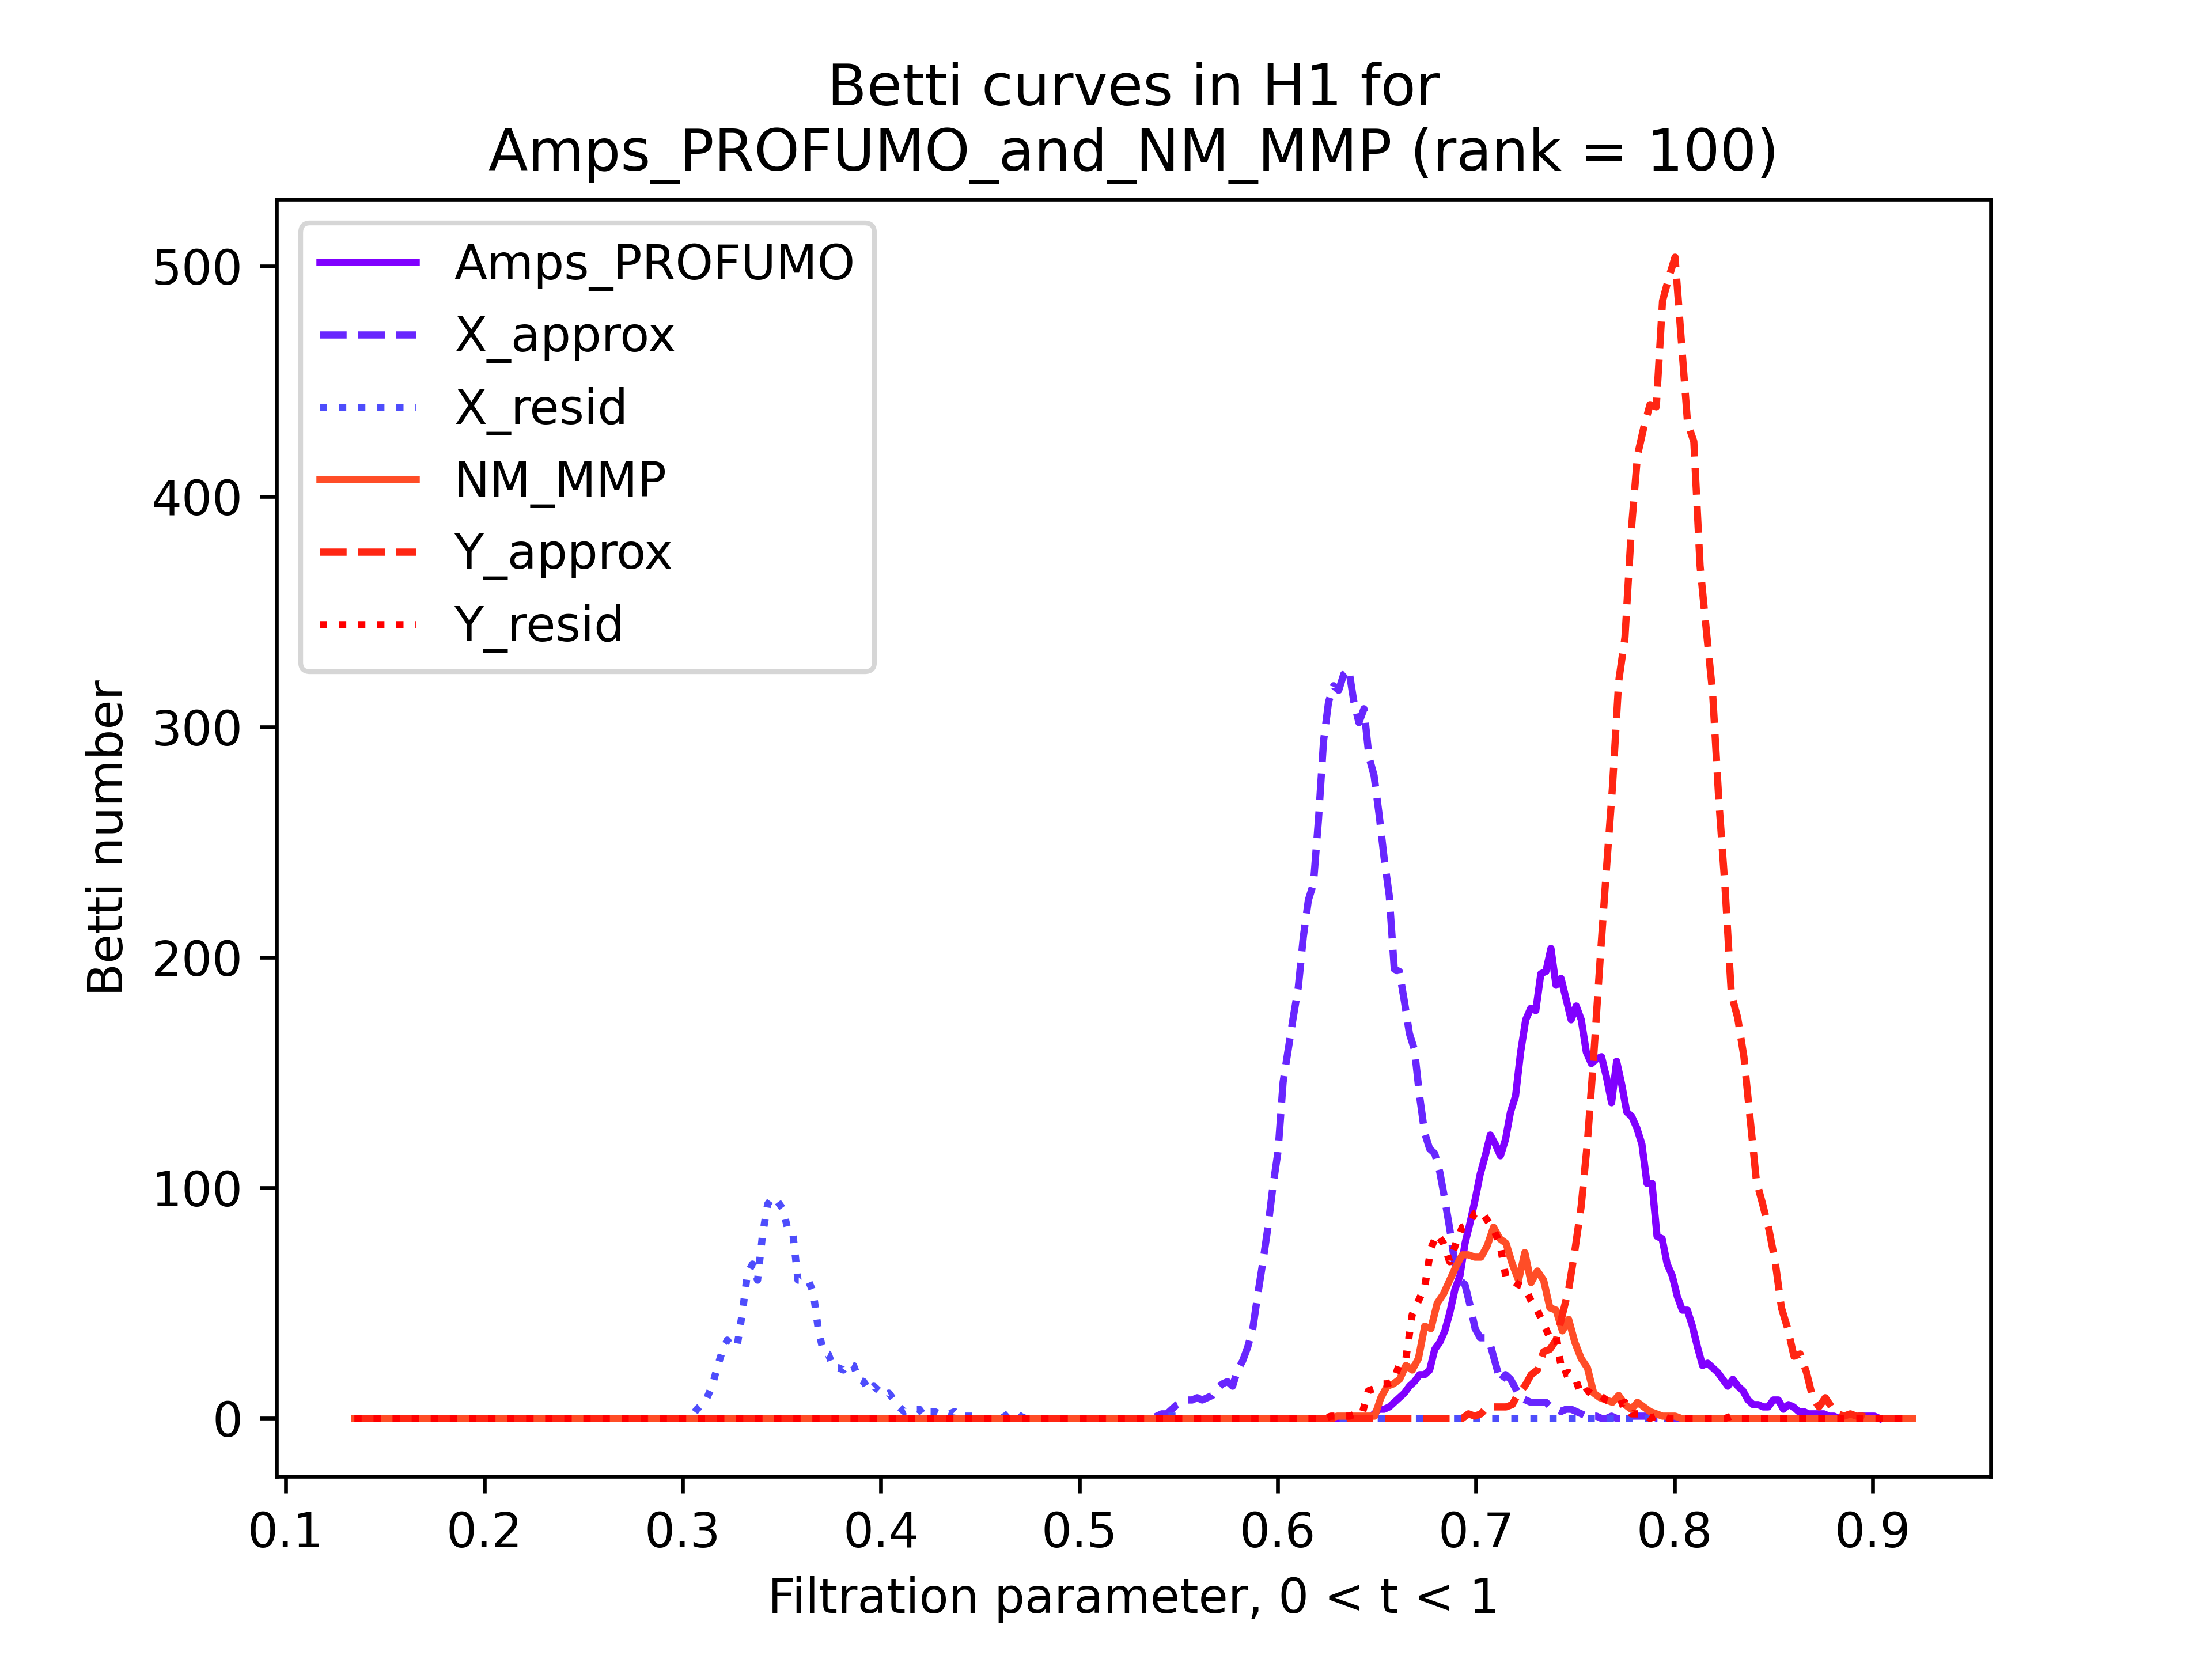 Betti curves in H1 for
Amps_PROFUMO_and_NM_MMP (rank = 100)
Amps_PROFUMO
X_approx
X_resid
NM_MMP
Y_approx
Y_resid
Betti number
500
400
300
200
100
0
0.1 0.2 0.3 0.4 0.5 0.6 0.7 0.8 0.9
Filtration parameter, 0 < t < 1